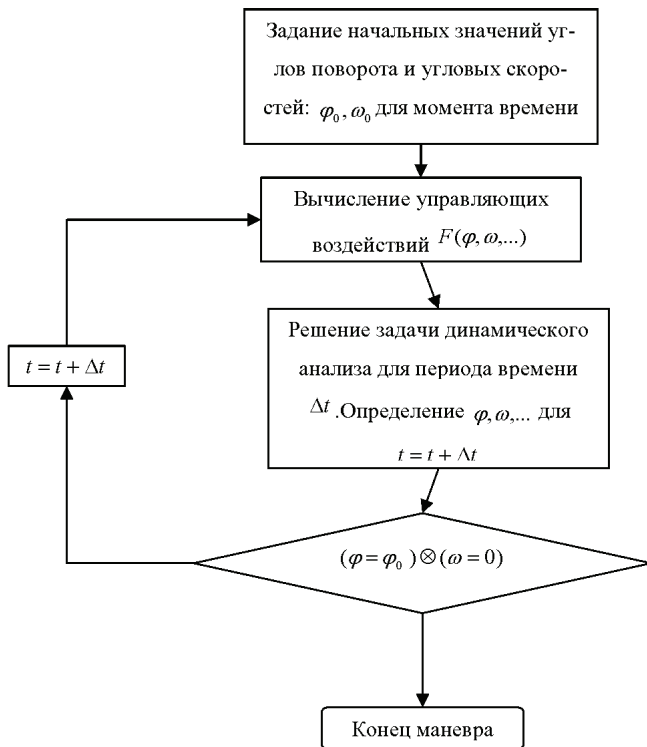 Задание начальных значений уг-
лов поворота и угловых скоро-
стей: φ₀, ω₀ для момента времени
Вычисление управляющих
воздействий F(φ, ω,...)
Решение задачи динамического
анализа для периода времени
Δt .Определение φ, ω,... для
t = t + Δt
t = t + Δt
(φ = φ₀ ) ⊗ (ω = 0)
Конец маневра